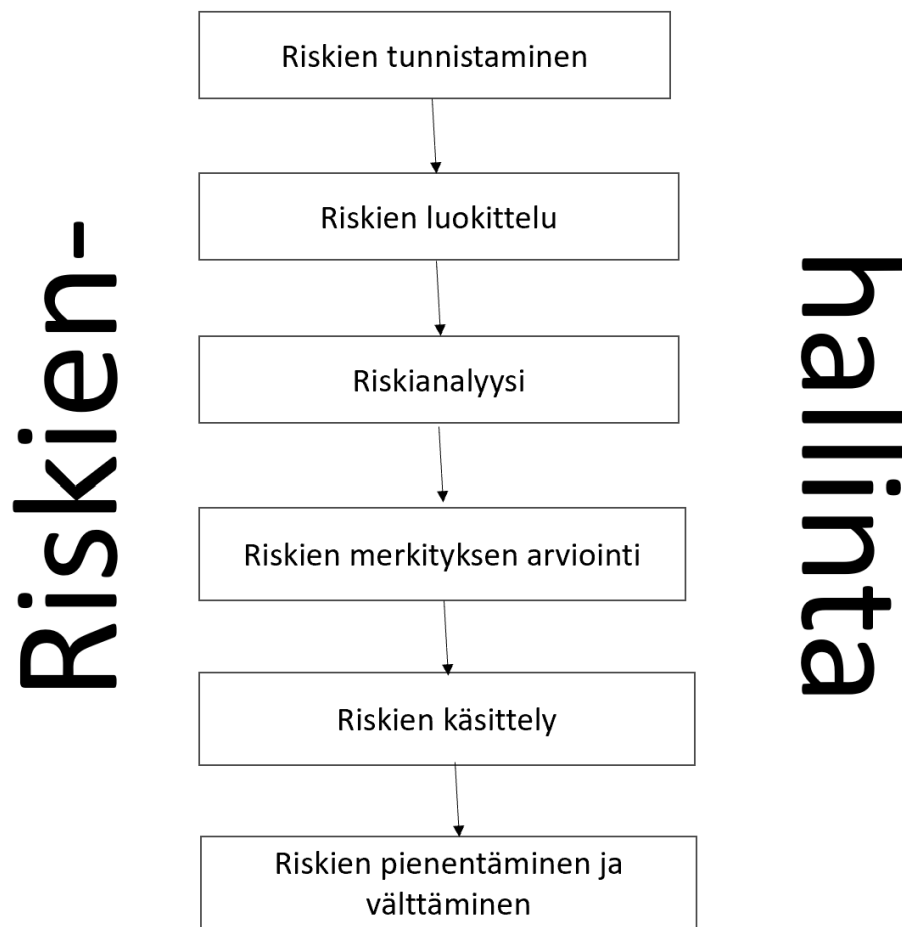 Riskien-
Riskien tunnistaminen
Riskien luokittelu
Riskianalyysi
Riskien merkityksen arviointi
Riskien käsittely
Riskien pienentäminen ja
välttäminen
hallinta